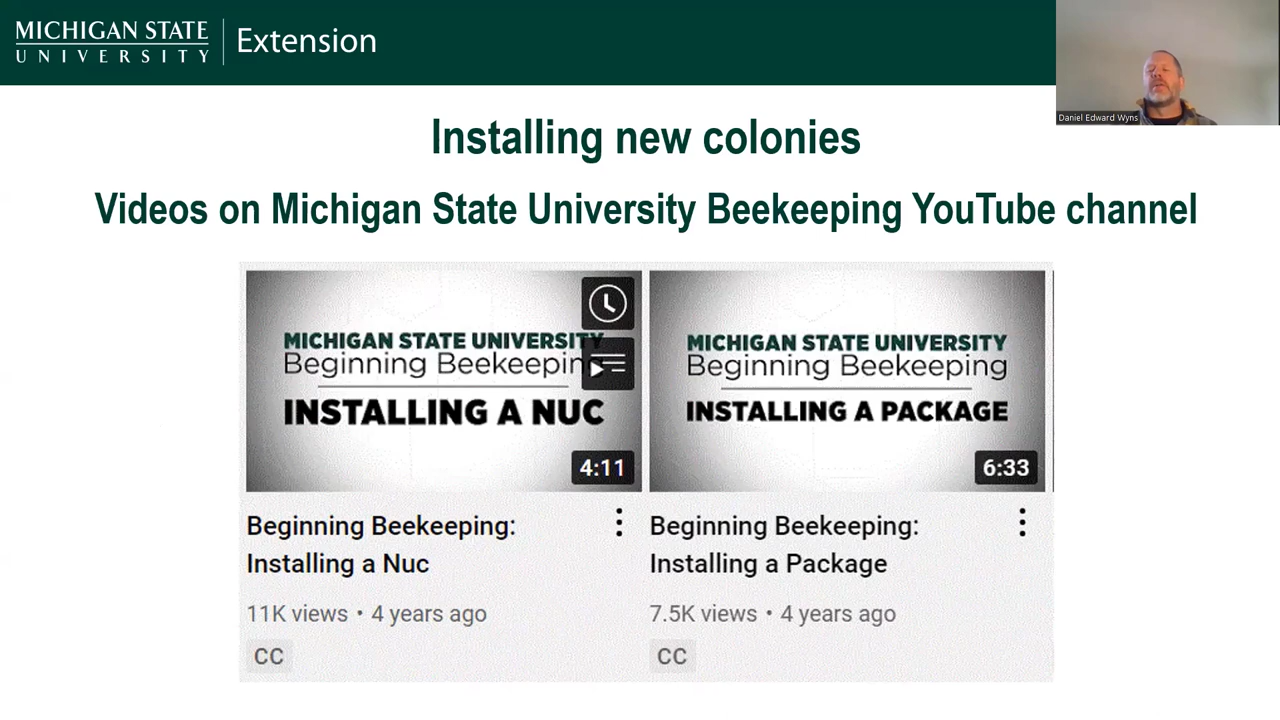 MICHIGAN STATE
UNIVERSITY
Extension
Daniel Edward Wyns
Installing new colonies
Videos on Michigan State University Beekeeping YouTube channel
MICHIGAN STATE UNIVERSITY
Beginning Beekeeping
INSTALLING A NUC
4:11
Beginning Beekeeping:
Installing a Nuc
11K views • 4 years ago
CC
MICHIGAN STATE UNIVERSITY
Beginning Beekeeping
INSTALLING A PACKAGE
6:33
Beginning Beekeeping:
Installing a Package
7.5K views • 4 years ago
CC